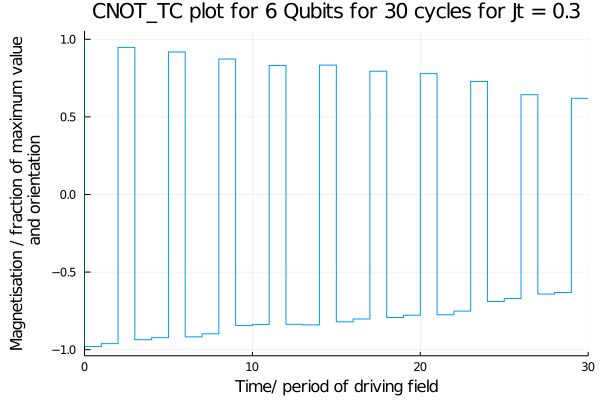 CNOT_TC plot for 6 Qubits for 30 cycles for Jt = 0.3
Magnetisation / fraction of maximum value
and orientation
1.0
0.5
0.0
−0.5
−1.0
0
10
20
30
Time/ period of driving field